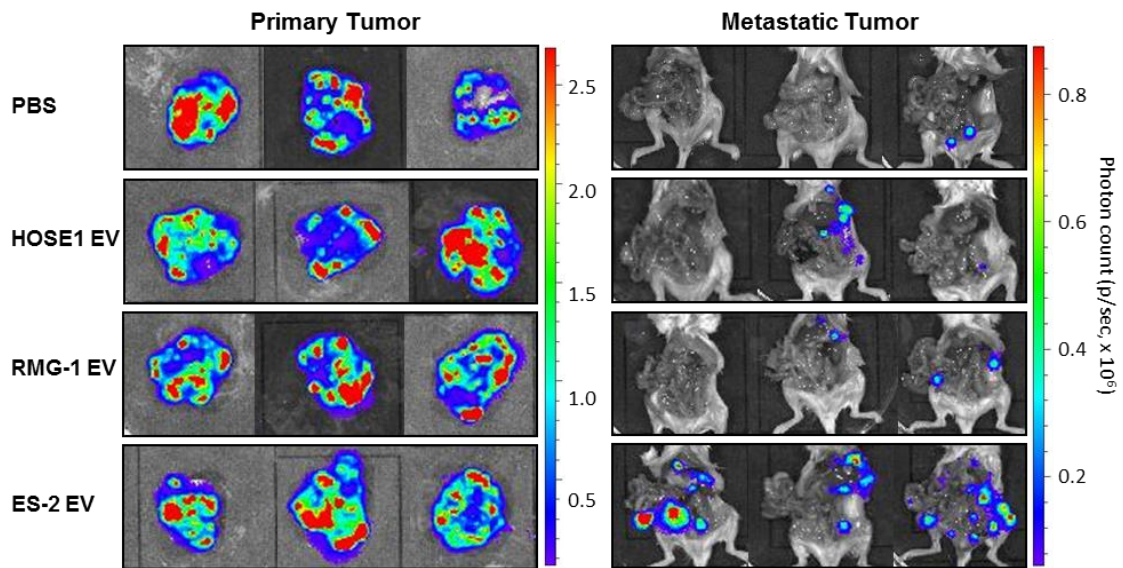 Primary Tumor
Metastatic Tumor
PBS
HOSE1 EV
RMG-1 EV
ES-2 EV
2.5
2.0
1.5
1.0
0.5
0.8
0.6
0.4
0.2
Photon count (p/sec, x 10⁶)